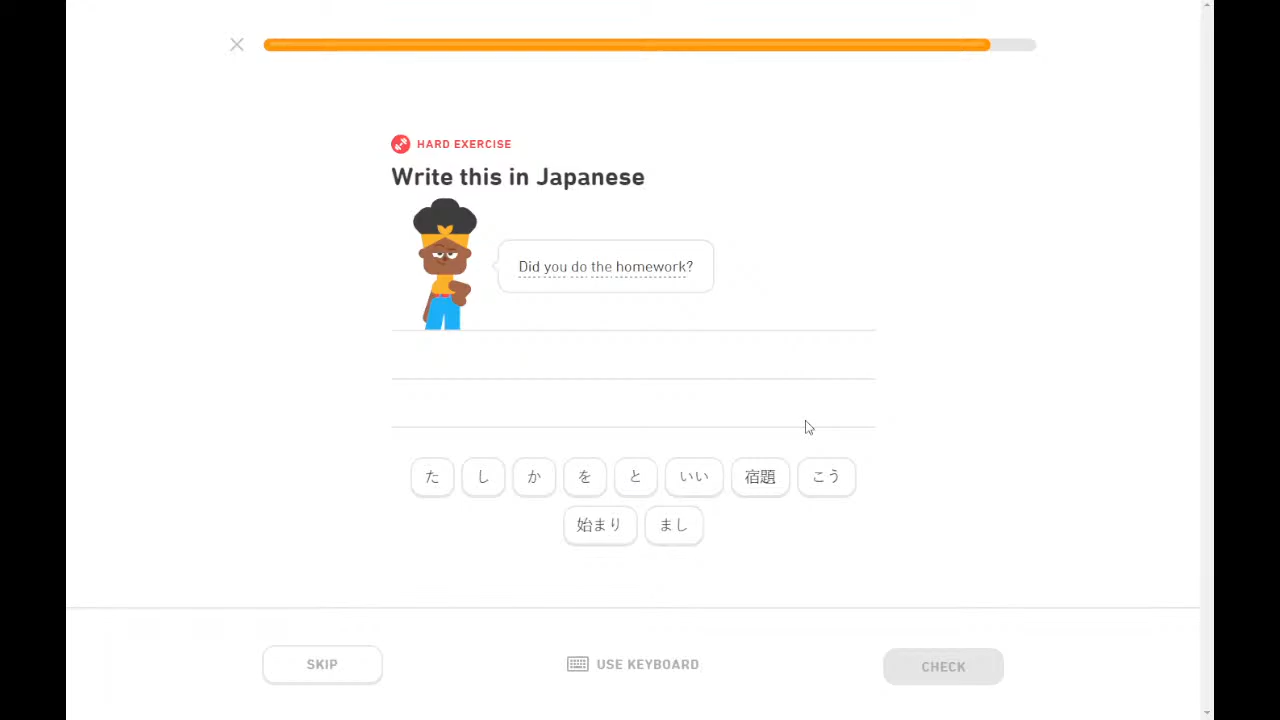 HARD EXERCISE
Write this in Japanese
Did you do the homework?
た し か を と いい 宿題 こう
始まり まし
SKIP USE KEYBOARD CHECK